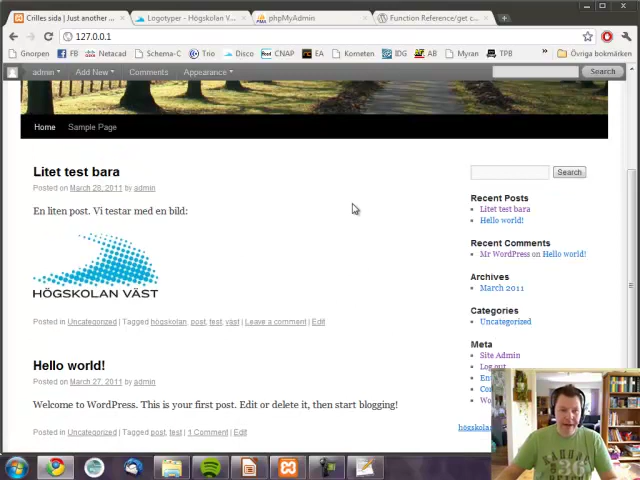 Crilles sida | Just another ...
Logotyper - Högskolan V...
phpMyAdmin
Function Reference/get c...
127.0.0.1
Gnorpen
FB
Netacad
Schema-C
Trio
Disco
CNAP
EA
Kometen
IDG
AB
Myran
TPB
»
Övriga bokmärken
admin
Add New
Comments
Appearance
Search
Home
Sample Page
Litet test bara
Posted on March 28, 2011 by admin
En liten post. Vi testar med en bild:
HÖGSKOLAN VÄST
Posted in Uncategorized | Tagged högskolan, post, test, väst | Leave a comment | Edit
Hello world!
Posted on March 27, 2011 by admin
Welcome to WordPress. This is your first post. Edit or delete it, then start blogging!
Posted in Uncategorized | Tagged post, test | 1 Comment | Edit
Search
Recent Posts
Litet test bara
Hello world!
Recent Comments
Mr WordPress on Hello world!
Archives
March 2011
Categories
Uncategorized
Meta
Site Admin
Log out